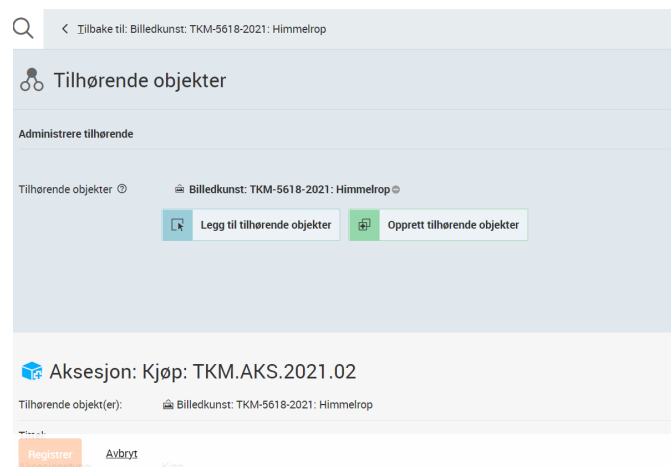 Tilbake til: Billedkunst: TKM-5618-2021: Himmelrop
Tilhørende objekter
Administrere tilhørende
Tilhørende objekter
Billedkunst: TKM-5618-2021: Himmelrop
Legg til tilhørende objekter
Opprett tilhørende objekter
Aksesjon: Kjøp: TKM.AKS.2021.02
Tilhørende objekt(er): Billedkunst: TKM-5618-2021: Himmelrop
Registrer Avbryt